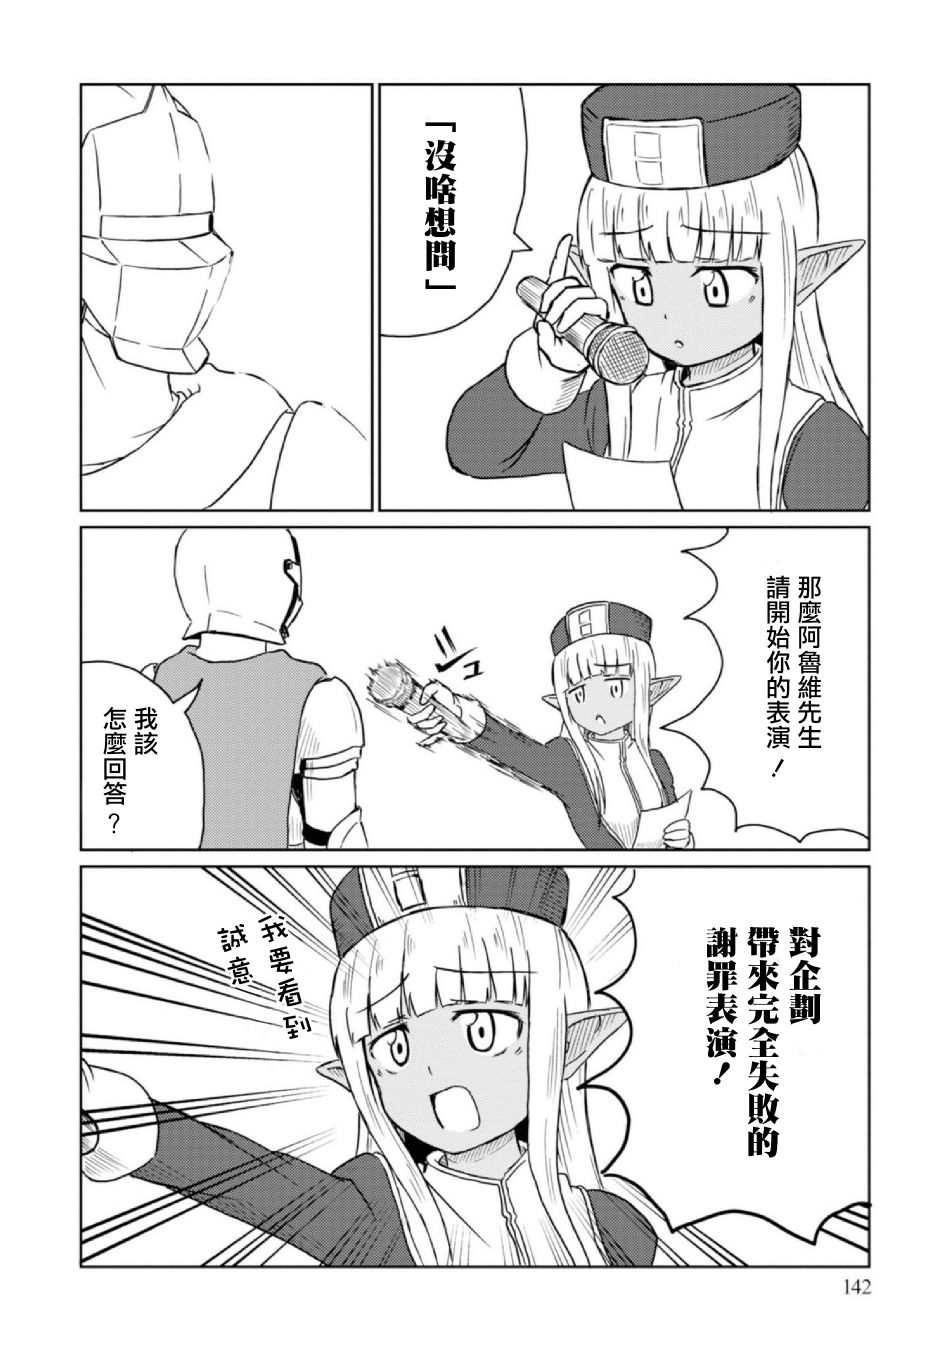 「沒啥想問」
那麼阿魯維先生
請開始你的表演！
ビュ
我該
怎麼回答？
對企劃
帶來完全失敗的
謝罪表演！
我要看到
誠意
142